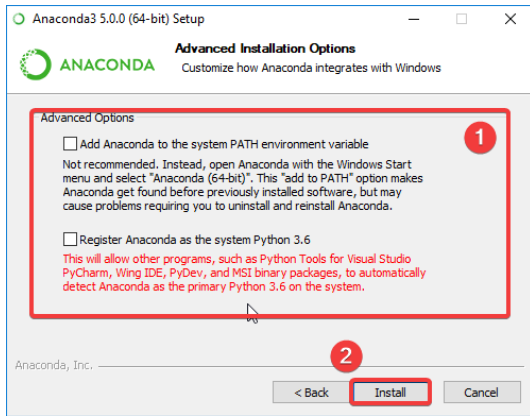 Anaconda3 5.0.0 (64-bit) Setup
Advanced Installation Options
Customize how Anaconda integrates with Windows
ANACONDA
Advanced Options
1
Add Anaconda to the system PATH environment variable
Not recommended. Instead, open Anaconda with the Windows Start
menu and select "Anaconda (64-bit)". This "add to PATH" option makes
Anaconda get found before previously installed software, but may
cause problems requiring you to uninstall and reinstall Anaconda.
Register Anaconda as the system Python 3.6
This will allow other programs, such as Python Tools for Visual Studio
PyCharm, Wing IDE, PyDev, and MSI binary packages, to automatically
detect Anaconda as the primary Python 3.6 on the system.
2
Anaconda, Inc.
< Back Install Cancel